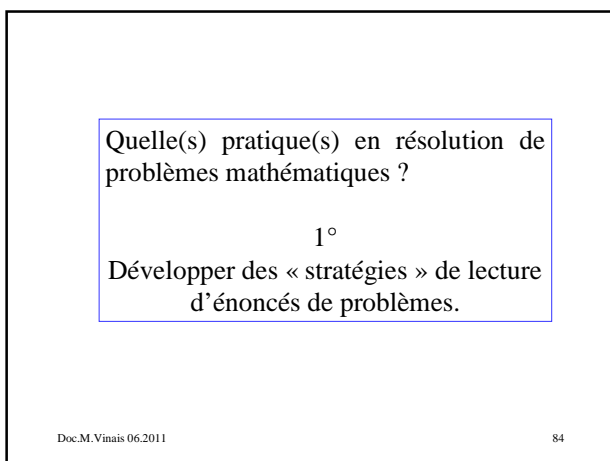 Quelle(s) pratique(s) en résolution de
problèmes mathématiques ?
1°
Développer des « stratégies » de lecture
d'énoncés de problèmes.
Doc.M.Vinais 06.2011
84